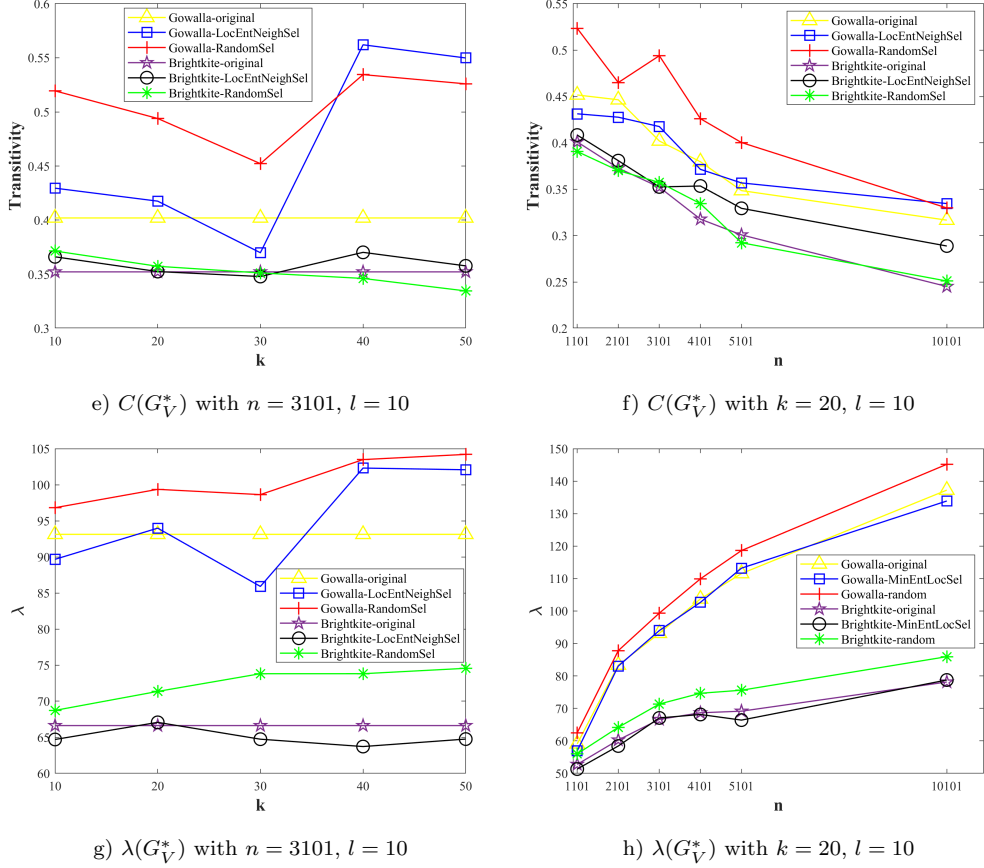 0.6
0.55
0.5
0.45
0.4
0.35
0.3
Transitivity
Gowalla-original
Gowalla-LocEntNeighSel
Gowalla-RandomSel
Brightkite-original
Brightkite-LocEntNeighSel
Brightkite-RandomSel
10 20 30 40 50
k
e) C(G*_V) with n = 3101, l = 10
0.55
0.5
0.45
0.4
0.35
0.3
0.25
0.2
Transitivity
Gowalla-original
Gowalla-LocEntNeighSel
Gowalla-RandomSel
Brightkite-original
Brightkite-LocEntNeighSel
Brightkite-RandomSel
1101 2101 3101 4101 5101 10101
n
f) C(G*_V) with k = 20, l = 10
105
100
95
90
85
80
75
70
65
60
λ
Gowalla-original
Gowalla-LocEntNeighSel
Gowalla-RandomSel
Brightkite-original
Brightkite-LocEntNeighSel
Brightkite-RandomSel
10 20 30 40 50
k
g) λ(G*_V) with n = 3101, l = 10
150
140
130
120
110
100
90
80
70
60
50
λ
Gowalla-original
Gowalla-MinEntLocSel
Gowalla-random
Brightkite-original
Brightkite-MinEntLocSel
Brightkite-random
1101 2101 3101 4101 5101 10101
n
h) λ(G*_V) with k = 20, l = 10